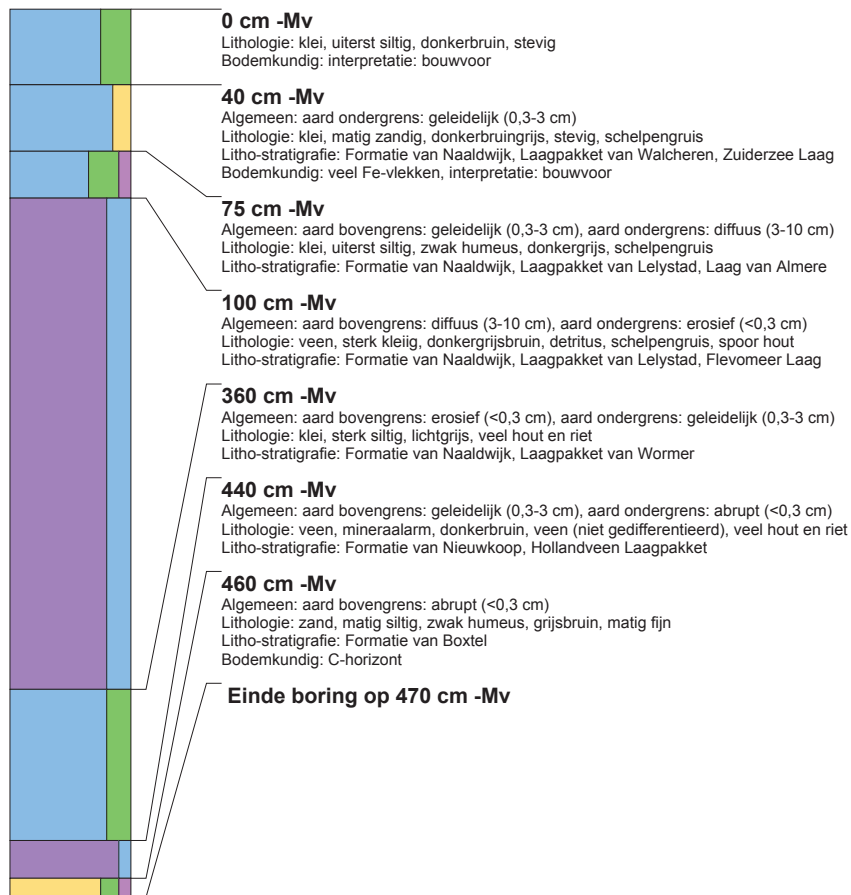 0 cm -Mv
Lithologie: klei, uiterst siltig, donkerbruin, stevig
Bodemkundig: interpretatie: bouwvoor
40 cm -Mv
Algemeen: aard ondergrens: geleidelijk (0,3-3 cm)
Lithologie: klei, matig zandig, donkerbruingrijs, stevig, schelpengruis
Litho-stratigrafie: Formatie van Naaldwijk, Laagpakket van Walcheren, Zuiderzee Laag
Bodemkundig: veel Fe-vlekken, interpretatie: bouwvoor
75 cm -Mv
Algemeen: aard bovengrens: geleidelijk (0,3-3 cm), aard ondergrens: diffuus (3-10 cm)
Lithologie: klei, uiterst siltig, zwak humeus, donkergrijs, schelpengruis
Litho-stratigrafie: Formatie van Naaldwijk, Laagpakket van Lelystad, Laag van Almere
100 cm -Mv
Algemeen: aard bovengrens: diffuus (3-10 cm), aard ondergrens: erosief (<0,3 cm)
Lithologie: veen, sterk kleiig, donkergrijsbruin, detritus, schelpengruis, spoor hout
Litho-stratigrafie: Formatie van Naaldwijk, Laagpakket van Lelystad, Flevomeer Laag
360 cm -Mv
Algemeen: aard bovengrens: erosief (<0,3 cm), aard ondergrens: geleidelijk (0,3-3 cm)
Lithologie: klei, sterk siltig, lichtgrijs, veel hout en riet
Litho-stratigrafie: Formatie van Naaldwijk, Laagpakket van Wormer
440 cm -Mv
Algemeen: aard bovengrens: geleidelijk (0,3-3 cm), aard ondergrens: abrupt (<0,3 cm)
Lithologie: veen, mineraalarm, donkerbruin, veen (niet gedifferentieerd), veel hout en riet
Litho-stratigrafie: Formatie van Nieuwkoop, Hollandveen Laagpakket
460 cm -Mv
Algemeen: aard bovengrens: abrupt (<0,3 cm)
Lithologie: zand, matig siltig, zwak humeus, grijsbruin, matig fijn
Litho-stratigrafie: Formatie van Boxtel
Bodemkundig: C-horizont
Einde boring op 470 cm -Mv